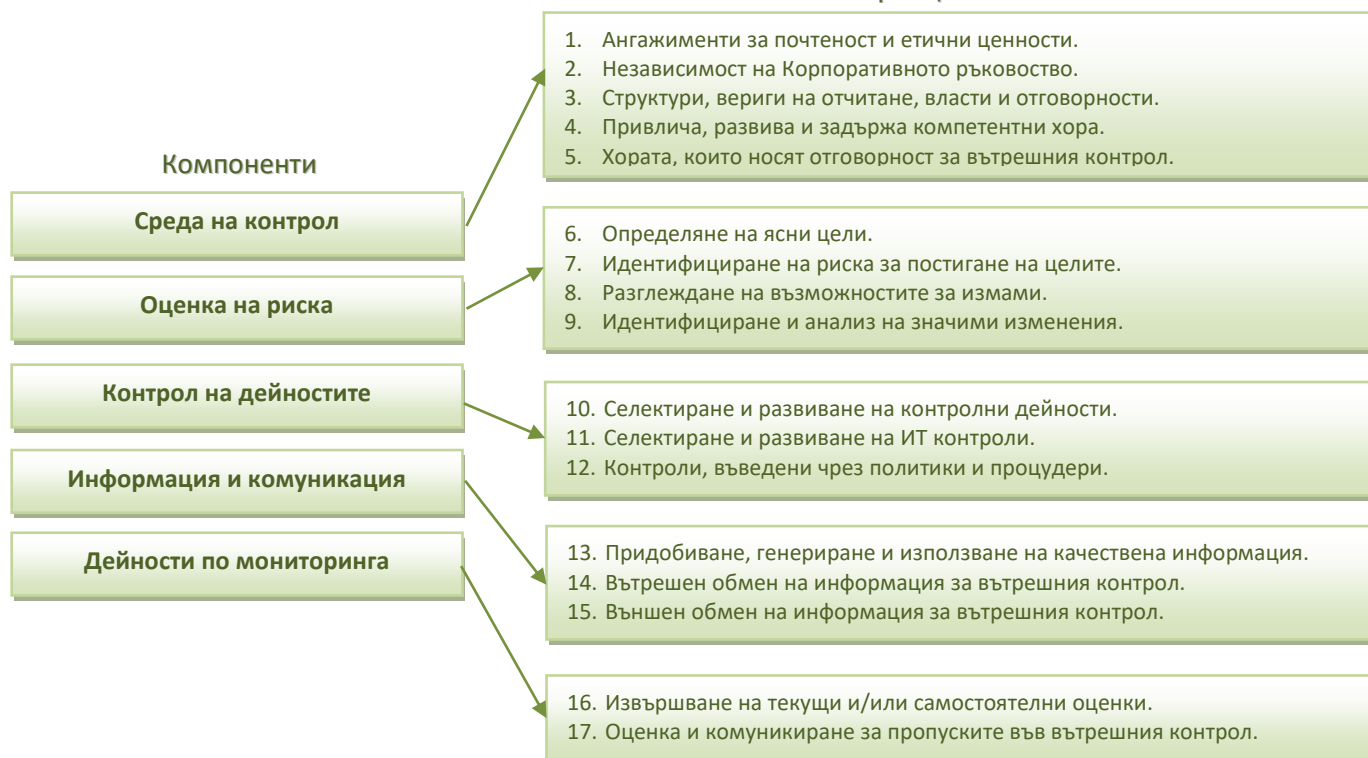 Компоненти
Среда на контрол
Оценка на риска
Контрол на дейностите
Информация и комуникация
Дейности по мониторинга
1. Ангажименти за почтеност и етични ценности.
2. Независимост на Корпоративното ръковоство.
3. Структури, вериги на отчитане, власти и отговорности.
4. Привлича, развива и задържа компетентни хора.
5. Хората, които носят отговорност за вътрешния контрол.
6. Определяне на ясни цели.
7. Идентифициране на риска за постигане на целите.
8. Разглеждане на възможностите за измами.
9. Идентифициране и анализ на значими изменения.
10. Селектиране и развиване на контролни дейности.
11. Селектиране и развиване на ИТ контроли.
12. Контроли, въведени чрез политики и процудери.
13. Придобиване, генериране и използване на качествена информация.
14. Вътрешен обмен на информация за вътрешния контрол.
15. Външен обмен на информация за вътрешния контрол.
16. Извършване на текущи и/или самостоятелни оценки.
17. Оценка и комуникиране за пропуските във вътрешния контрол.